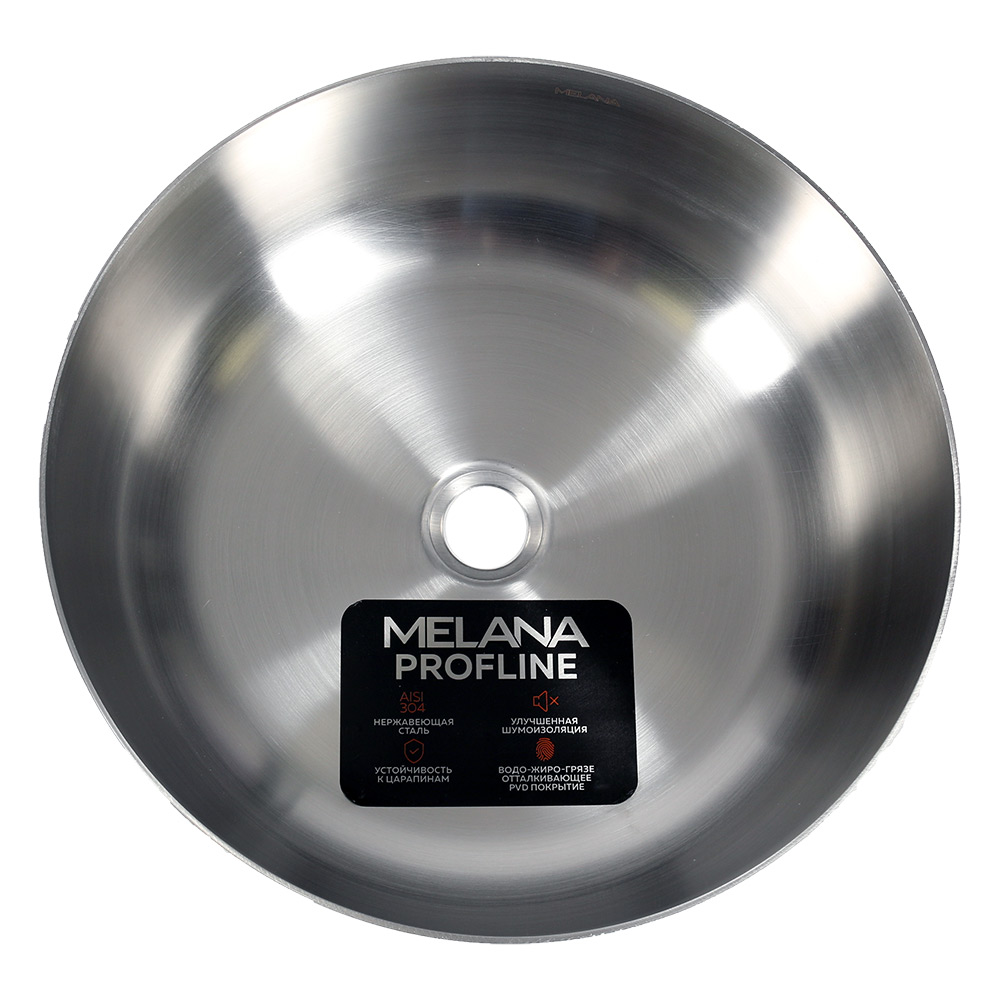 MELANA
MELANA
PROFLINE
AISI
304
НЕРЖАВЕЮЩАЯ
СТАЛЬ
УЛУЧШЕННАЯ
ШУМОИЗОЛЯЦИЯ
УСТОЙЧИВОСТЬ
К ЦАРАПИНАМ
ВОДО-ЖИРО-ГРЯЗЕ
ОТТАЛКИВАЮЩЕЕ
PVD ПОКРЫТИЕ